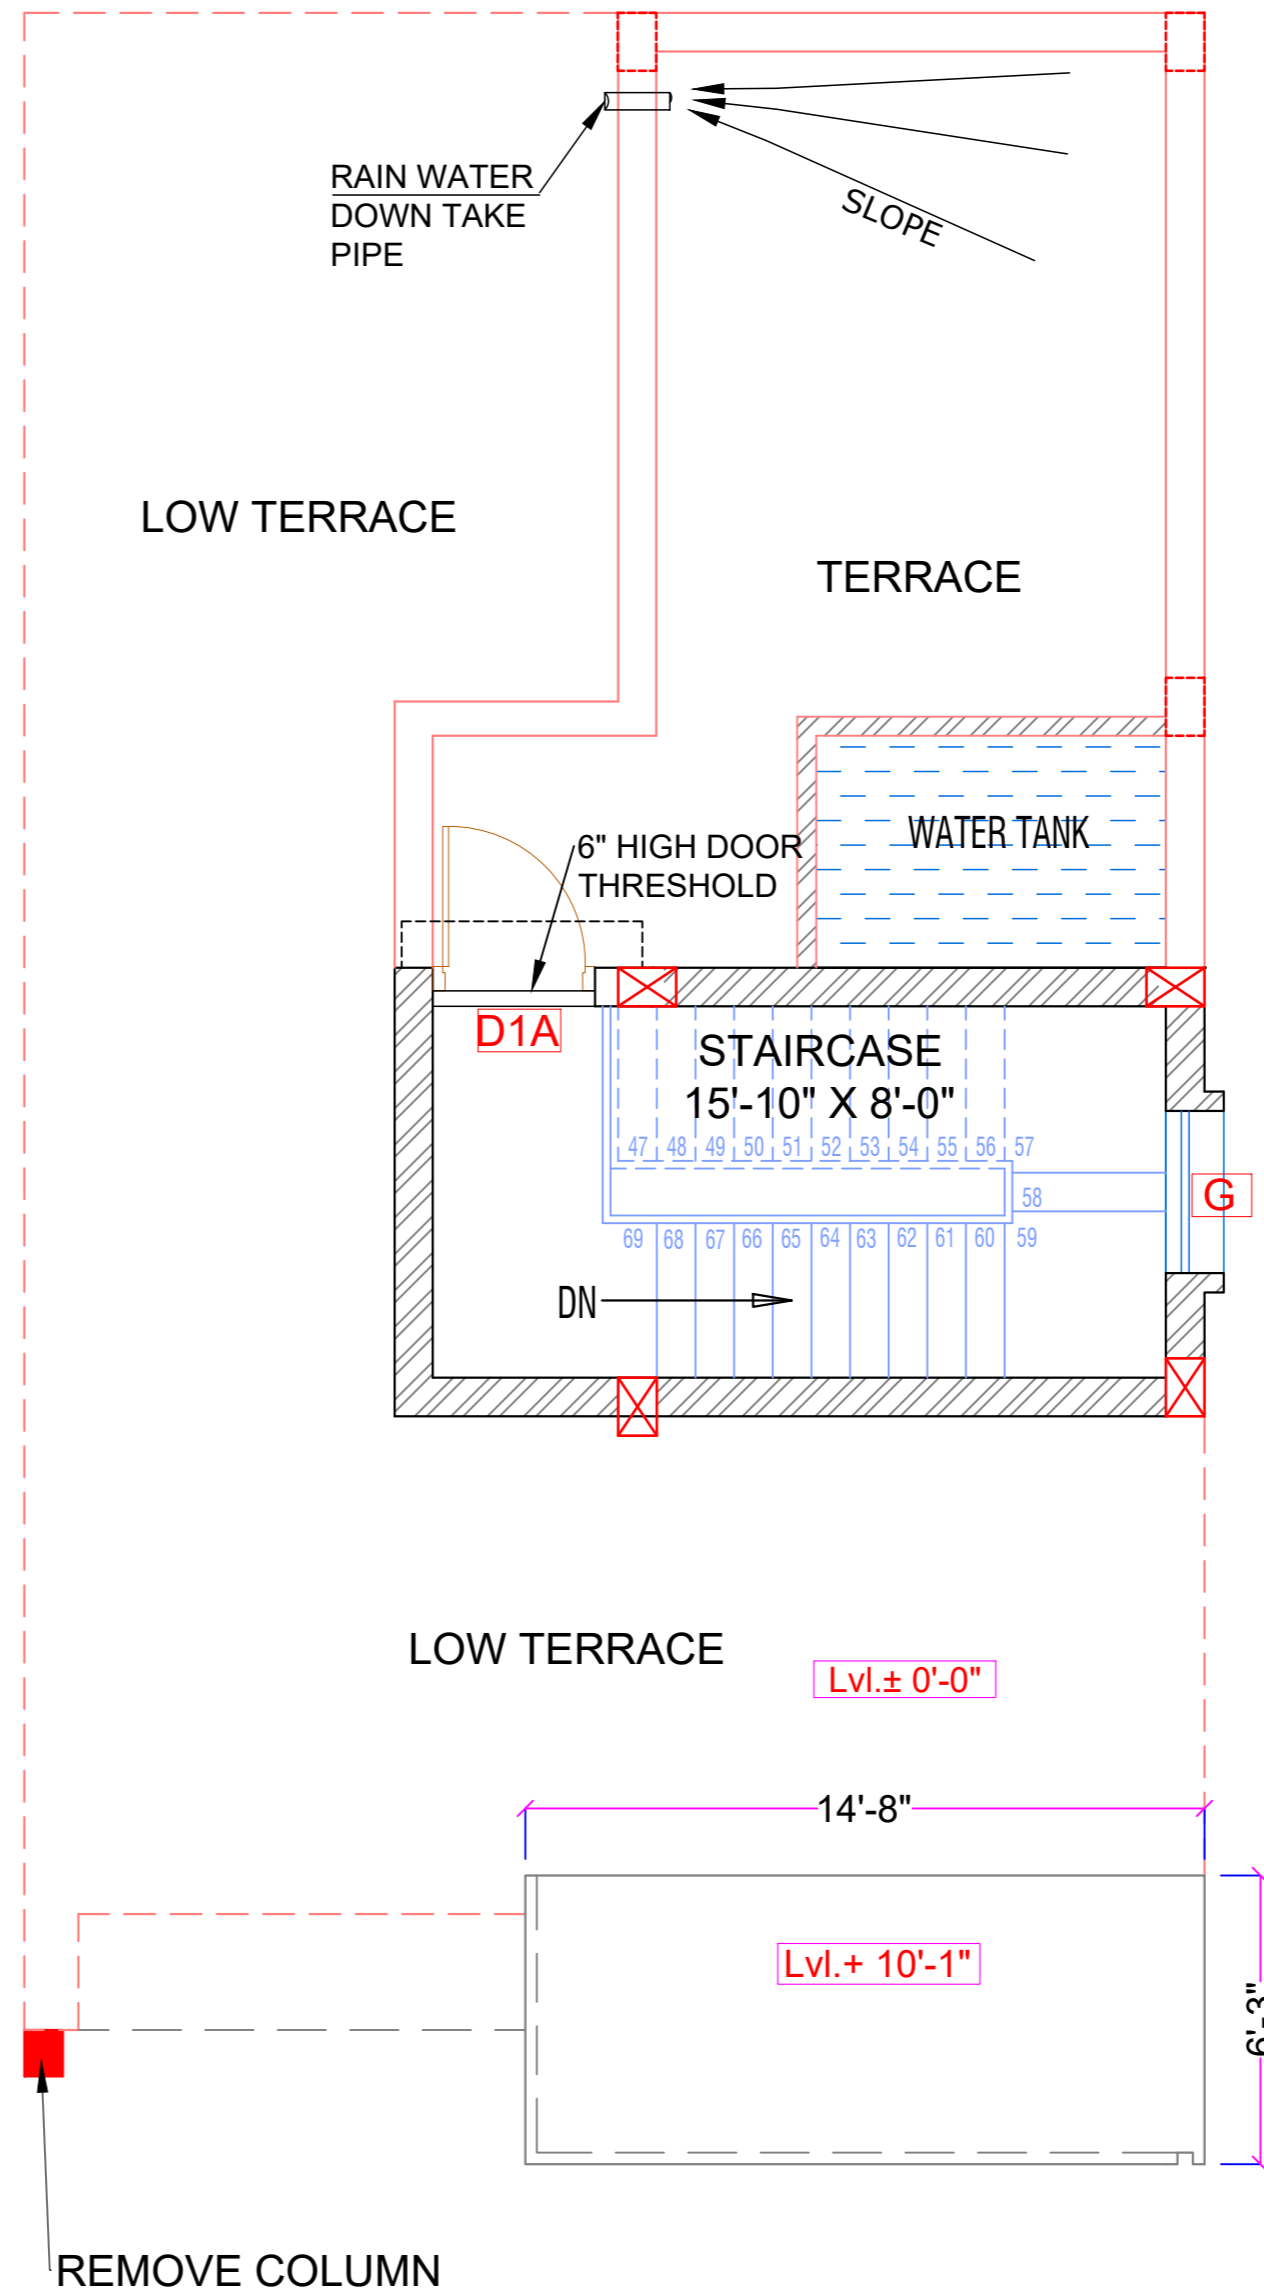 RAIN WATER
DOWN TAKE
PIPE
SLOPE
LOW TERRACE
TERRACE
WATER TANK
6" HIGH DOOR
THRESHOLD
D1A
STAIRCASE
15'-10" X 8'-0"
47 48 49 50 51 52 53 54 55 56 57
58
G
69 68 67 66 65 64 63 62 61 60 59
DN
LOW TERRACE
Lvl.± 0'-0"
14'-8"
Lvl.+ 10'-1"
6'-3"
REMOVE COLUMN